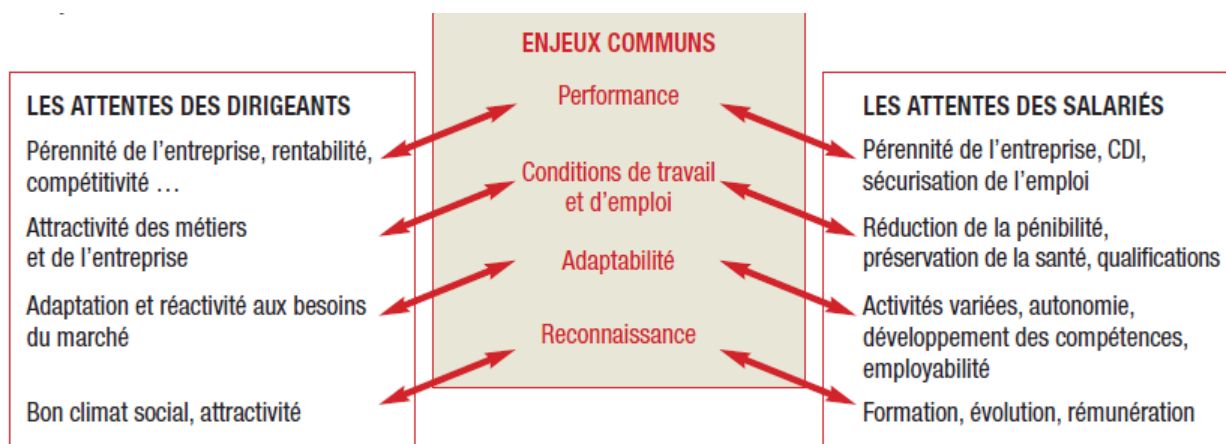 LES ATTENTES DES DIRIGEANTS
Pérennité de l'entreprise, rentabilité,
compétitivité ...
Attractivité des métiers
et de l'entreprise
Adaptation et réactivité aux besoins
du marché
Bon climat social, attractivité
ENJEUX COMMUNS
Performance
Conditions de travail
et d'emploi
Adaptabilité
Reconnaissance
LES ATTENTES DES SALARIÉS
Pérennité de l'entreprise, CDI,
sécurisation de l'emploi
Réduction de la pénibilité,
préservation de la santé, qualifications
Activités variées, autonomie,
développement des compétences,
employabilité
Formation, évolution, rémunération